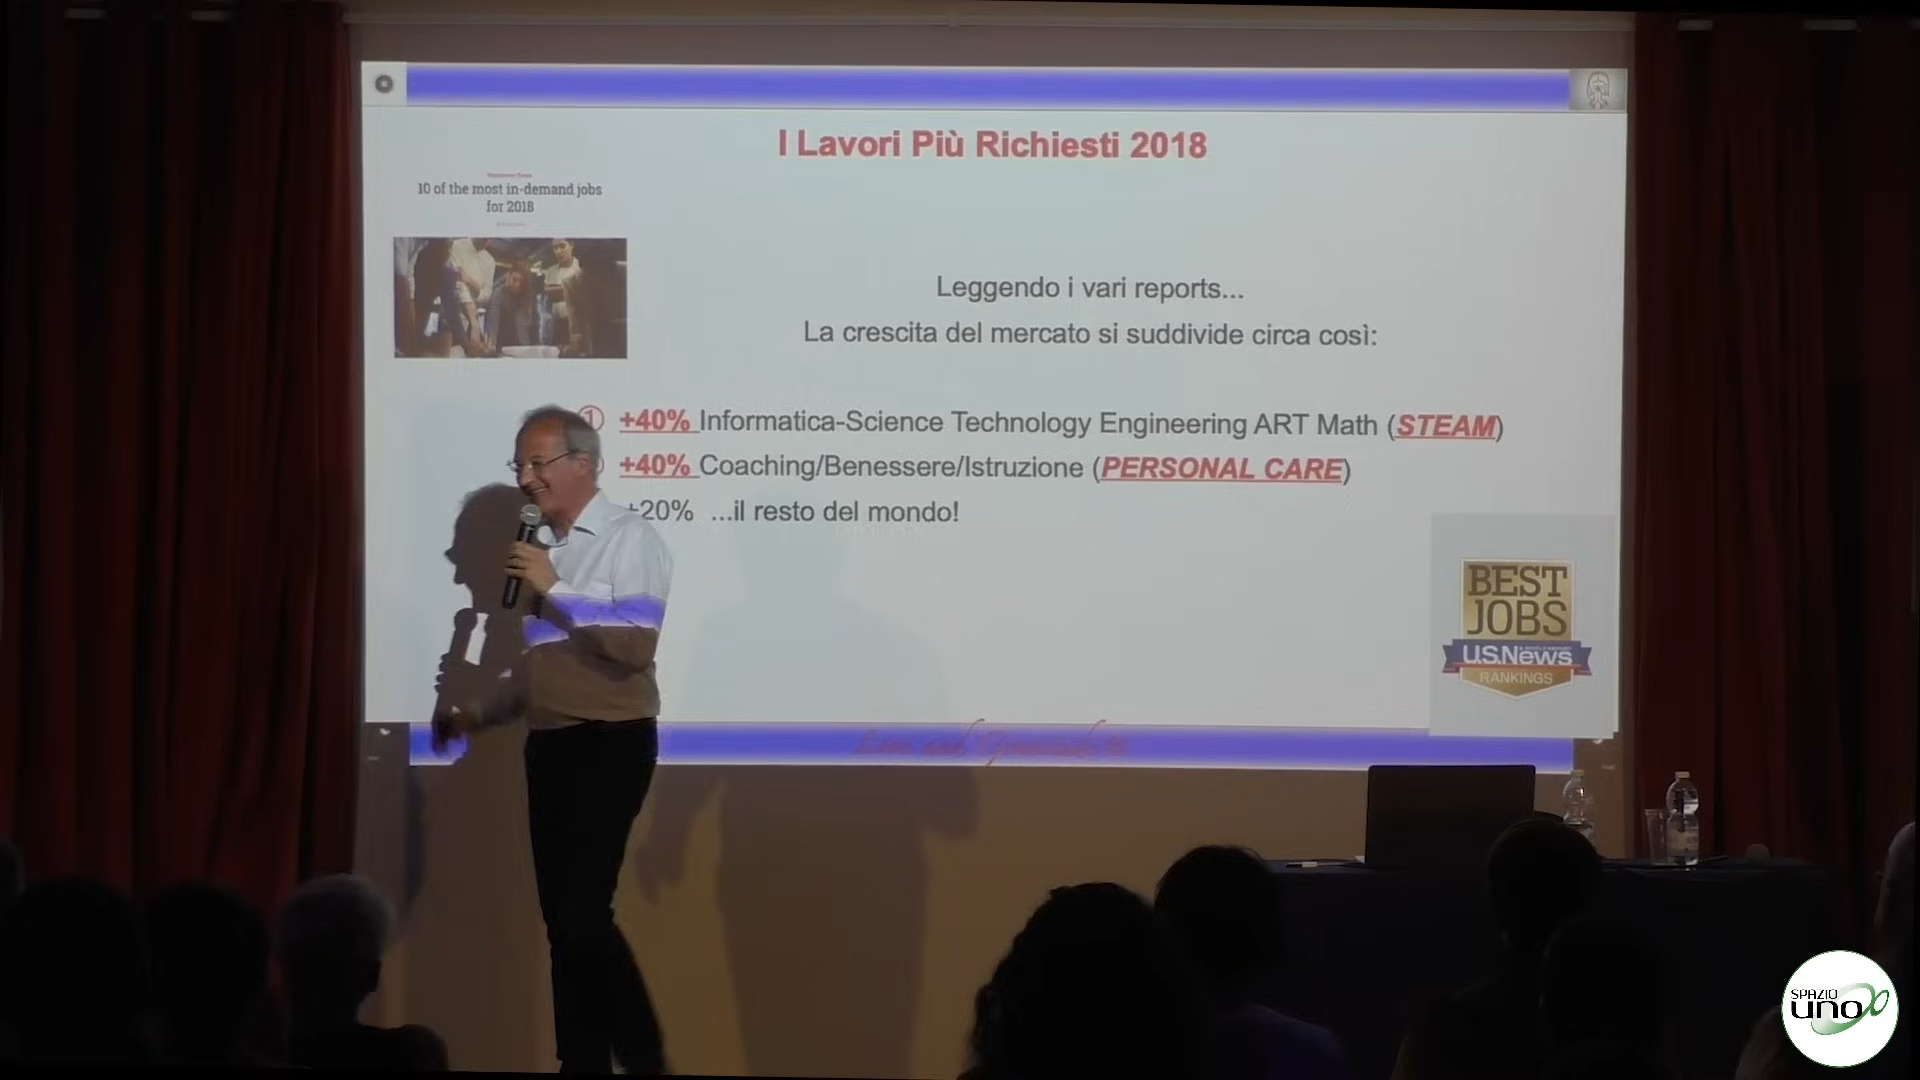 I Lavori Più Richiesti 2018
10 of the most in-demand jobs
for 2018
Leggendo i vari reports...
La crescita del mercato si suddivide circa così:
① +40% Informatica-Science Technology Engineering ART Math (STEAM)
+40% Coaching/Benessere/Istruzione (PERSONAL CARE)
+20% ...il resto del mondo!
BEST
JOBS
U.S.News
RANKINGS
SPAZIO
uno